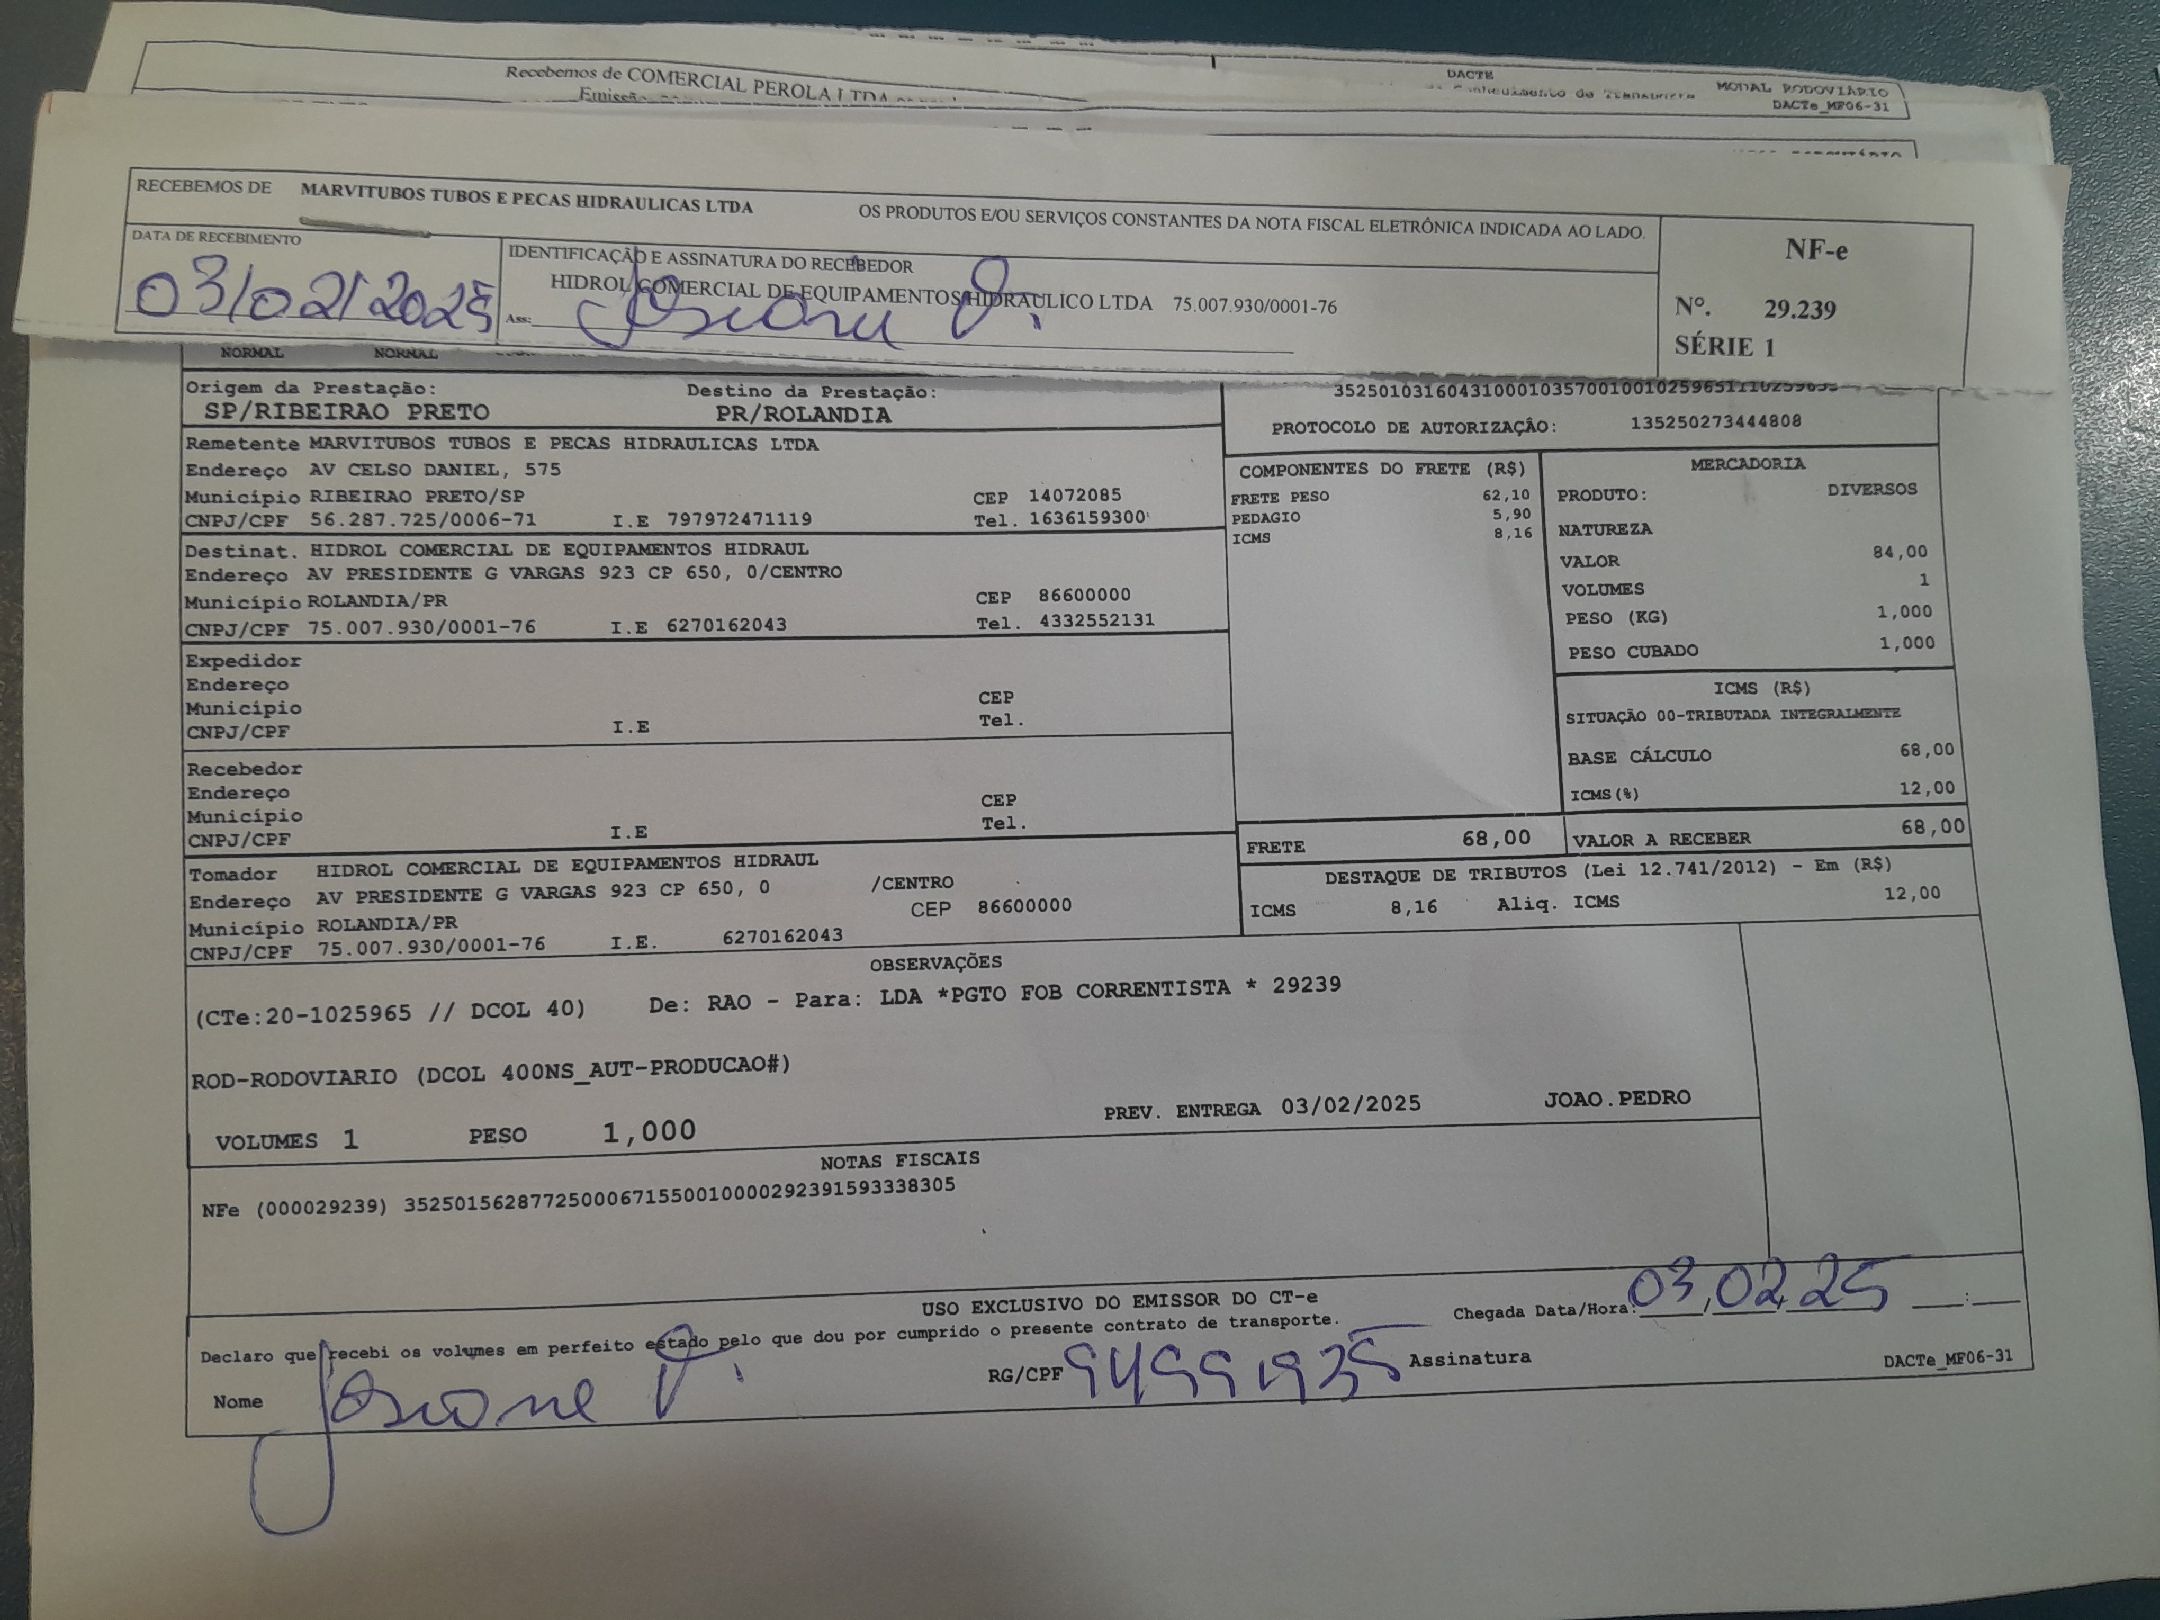 Recebemos de COMERCIAL PEROLA LTDA
DACTE
MODAL RODOVIÁRIO
DACTe_MF06-31
RECEBEMOS DE MARVITUBOS TUBOS E PECAS HIDRAULICAS LTDA OS PRODUTOS E/OU SERVIÇOS CONSTANTES DA NOTA FISCAL ELETRÔNICA INDICADA AO LADO.
DATA DE RECEBIMENTO
03/02/2025
IDENTIFICAÇÃO E ASSINATURA DO RECEBEDOR
HIDROL COMERCIAL DE EQUIPAMENTOS HIDRAULICO LTDA 75.007.930/0001-76
Ass:
NF-e
Nº. 29.239
SÉRIE 1
NORMAL NORMAL
Origem da Prestação: Destino da Prestação:
SP/RIBEIRAO PRETO PR/ROLANDIA
PROTOCOLO DE AUTORIZAÇÃO: 135250273444808
Remetente MARVITUBOS TUBOS E PECAS HIDRAULICAS LTDA
Endereço AV CELSO DANIEL, 575
Município RIBEIRAO PRETO/SP CEP 14072085
CNPJ/CPF 56.287.725/0006-71 I.E 797972471119 Tel. 1636159300
Destinat. HIDROL COMERCIAL DE EQUIPAMENTOS HIDRAUL
Endereço AV PRESIDENTE G VARGAS 923 CP 650, 0/CENTRO
Município ROLANDIA/PR CEP 86600000
CNPJ/CPF 75.007.930/0001-76 I.E 6270162043 Tel. 4332552131
Expedidor
Endereço
Município CEP
CNPJ/CPF I.E Tel.
Recebedor
Endereço
Município CEP
CNPJ/CPF I.E Tel.
Tomador HIDROL COMERCIAL DE EQUIPAMENTOS HIDRAUL
Endereço AV PRESIDENTE G VARGAS 923 CP 650, 0 /CENTRO
Município ROLANDIA/PR CEP 86600000
CNPJ/CPF 75.007.930/0001-76 I.E. 6270162043
COMPONENTES DO FRETE (R$)
FRETE PESO 62,10
PEDAGIO 5,90
ICMS 8,16
MERCADORIA
PRODUTO: DIVERSOS
NATUREZA
VALOR 84,00
VOLUMES 1
PESO (KG) 1,000
PESO CUBADO 1,000
ICMS (R$)
SITUAÇÃO 00-TRIBUTADA INTEGRALMENTE
BASE CÁLCULO 68,00
ICMS(%) 12,00
FRETE 68,00 VALOR A RECEBER 68,00
DESTAQUE DE TRIBUTOS (Lei 12.741/2012) - Em (R$)
ICMS 8,16 Aliq. ICMS 12,00
OBSERVAÇÕES
(CTe:20-1025965 // DCOL 40) De: RAO - Para: LDA *PGTO FOB CORRENTISTA * 29239
ROD-RODOVIARIO (DCOL 400NS_AUT-PRODUCAO#)
VOLUMES 1 PESO 1,000 PREV. ENTREGA 03/02/2025 JOAO.PEDRO
NOTAS FISCAIS
NFe (000029239) 35250156287725000671550010000292391593338305
USO EXCLUSIVO DO EMISSOR DO CT-e
Chegada Data/Hora: 03,02,25 __:__
Declaro que recebi os volumes em perfeito estado pelo que dou por cumprido o presente contrato de transporte.
Nome Josiane RG/CPF Assinatura
DACTe_MF06-31